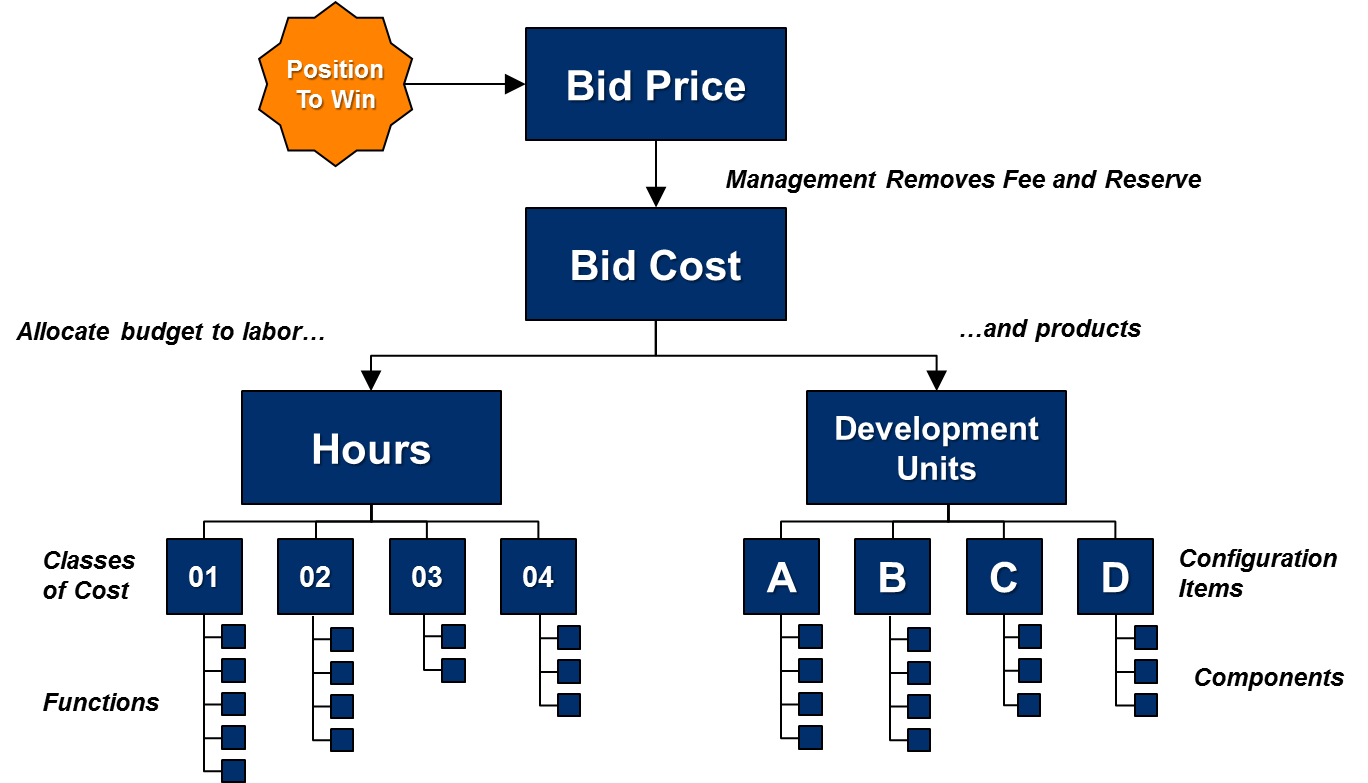 Position
To Win
Bid Price
Management Removes Fee and Reserve
Bid Cost
Allocate budget to labor…
…and products
Hours
Development
Units
Classes
of Cost
01
02
03
04
A
B
C
D
Configuration
Items
Functions
Components